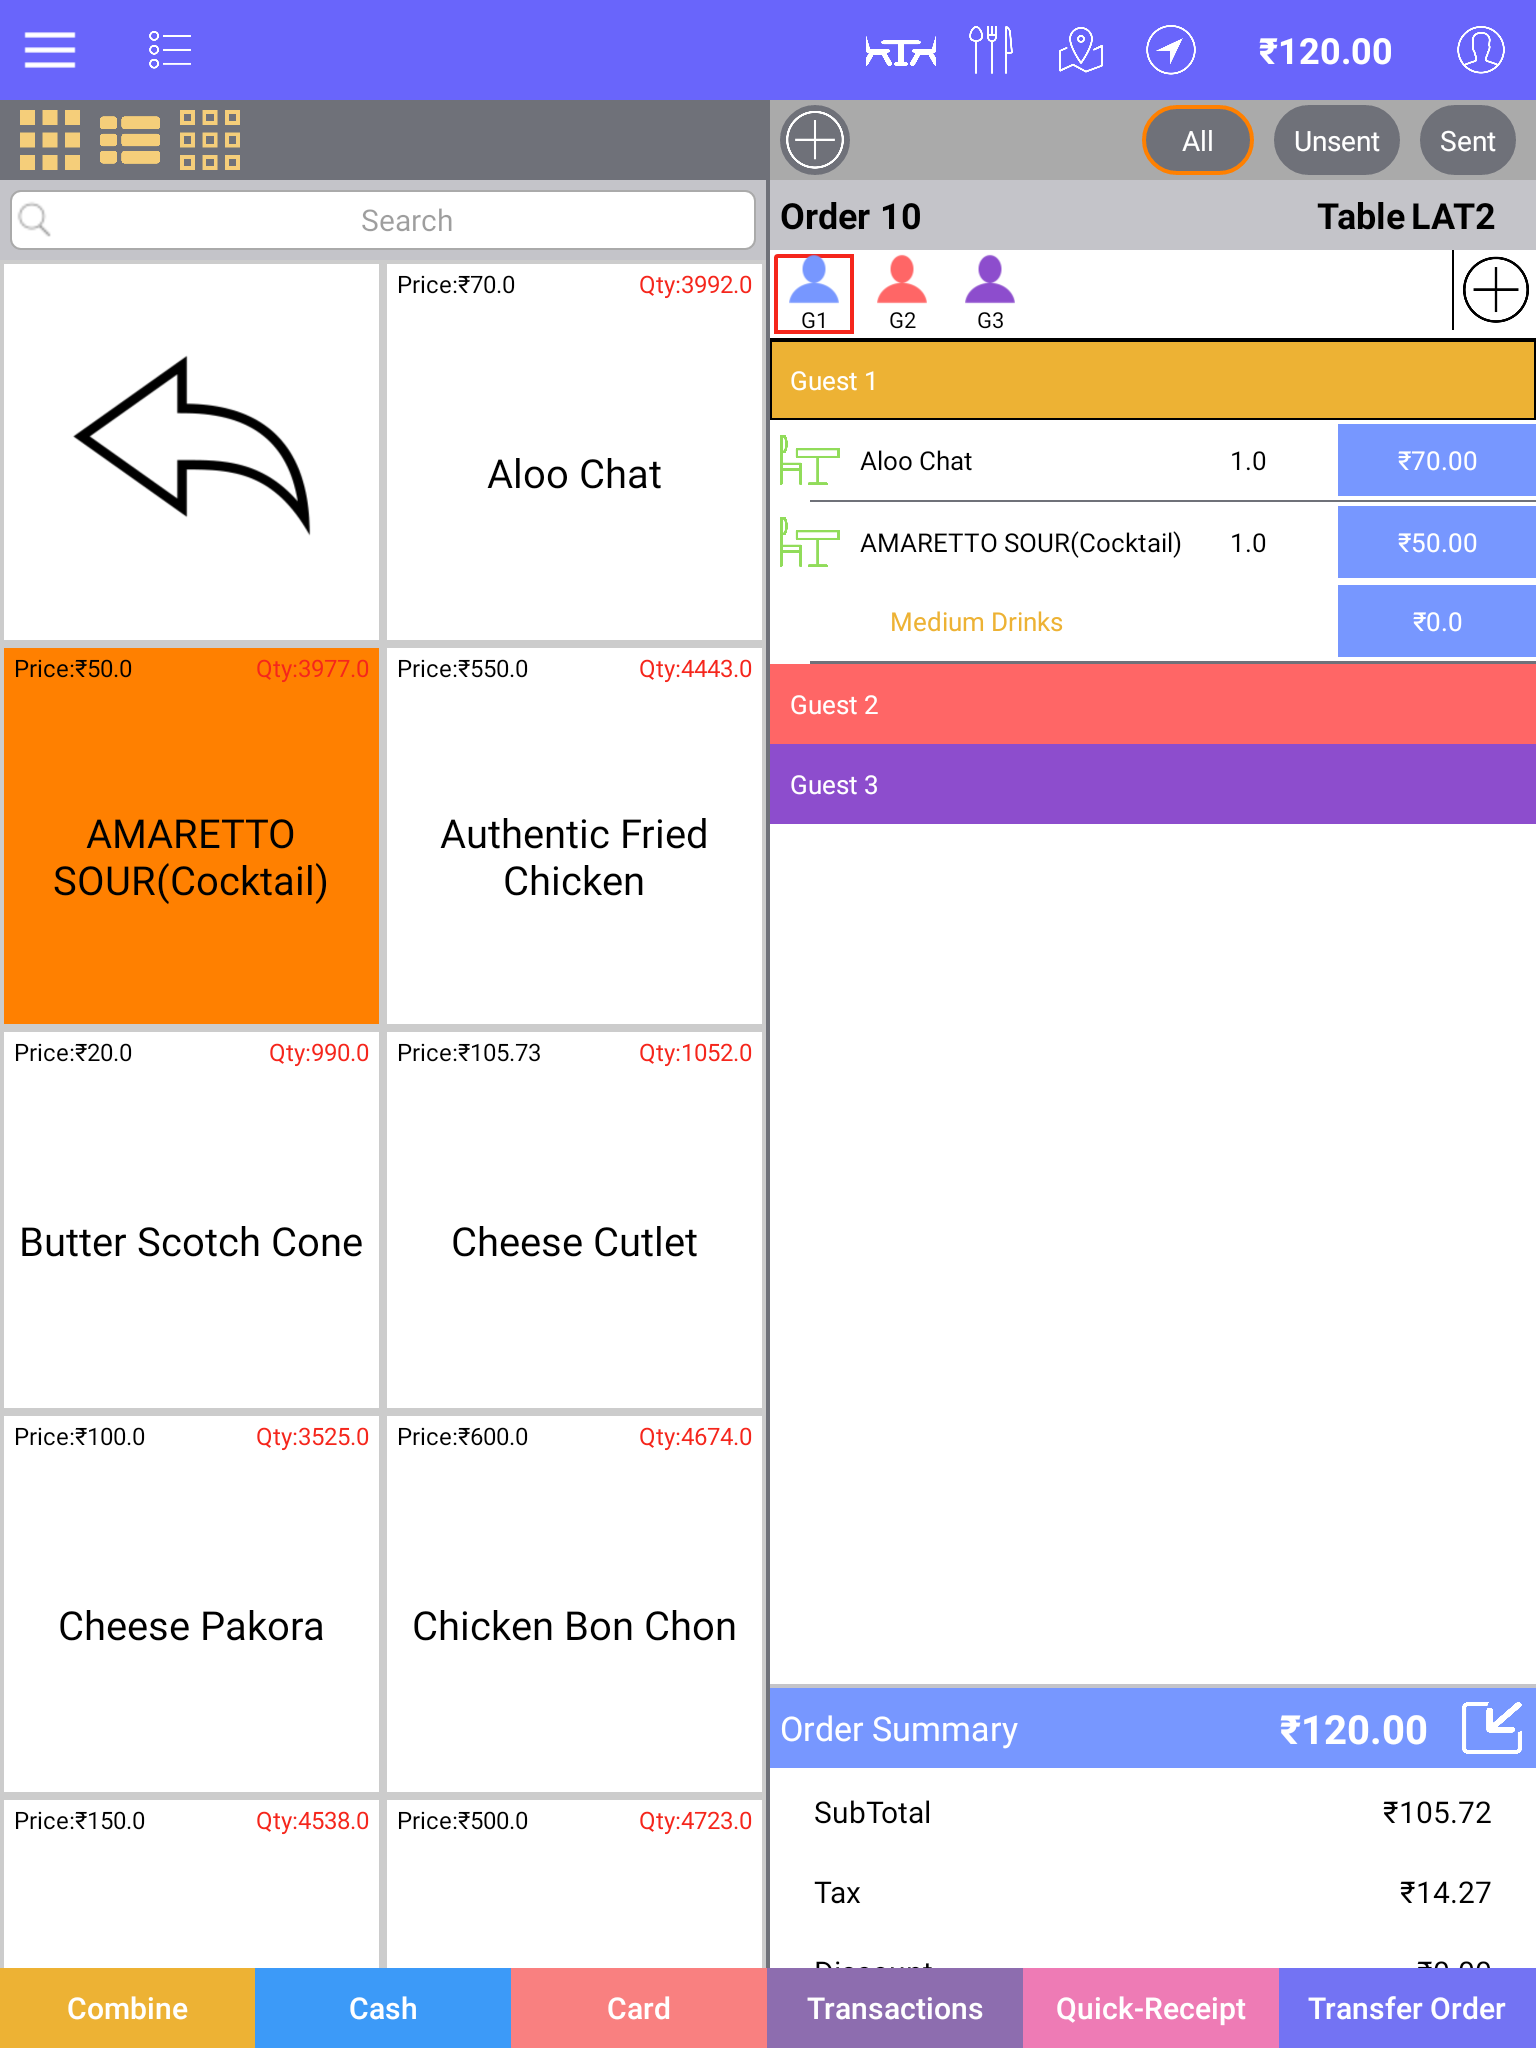 ₹120.00
All
Unsent
Sent
Search
Order 10
Table LAT2
G1
G2
G3
Price:₹70.0
Qty:3992.0
Aloo Chat
Price:₹50.0
Qty:3977.0
AMARETTO
SOUR(Cocktail)
Price:₹550.0
Qty:4443.0
Authentic Fried
Chicken
Price:₹20.0
Qty:990.0
Butter Scotch Cone
Price:₹105.73
Qty:1052.0
Cheese Cutlet
Price:₹100.0
Qty:3525.0
Cheese Pakora
Price:₹600.0
Qty:4674.0
Chicken Bon Chon
Price:₹150.0
Qty:4538.0
Price:₹500.0
Qty:4723.0
Guest 1
Aloo Chat
1.0
₹70.00
AMARETTO SOUR(Cocktail)
1.0
₹50.00
Medium Drinks
₹0.0
Guest 2
Guest 3
Order Summary
₹120.00
SubTotal
₹105.72
Tax
₹14.27
Combine
Cash
Card
Transactions
Quick-Receipt
Transfer Order